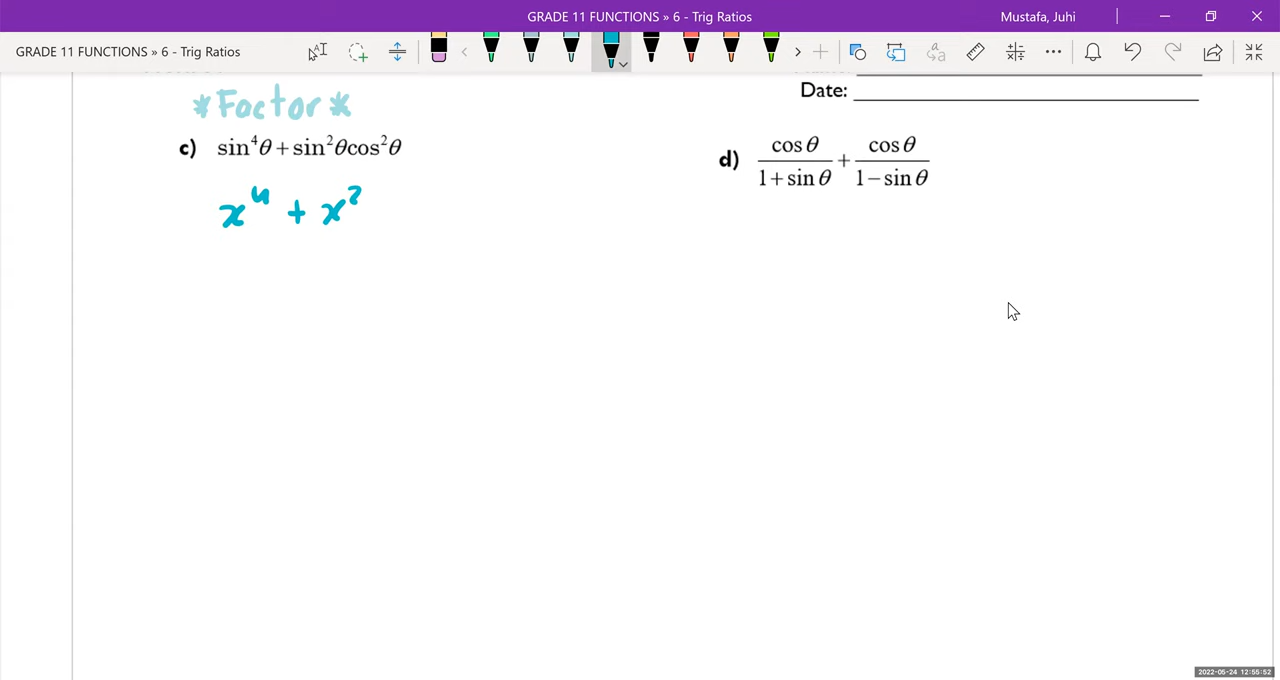 GRADE 11 FUNCTIONS » 6 - Trig Ratios
Mustafa, Juhi
GRADE 11 FUNCTIONS » 6 - Trig Ratios
Date:
*Factor*
c) sin⁴θ + sin²θcos²θ
x⁴ + x²
d) cosθ/(1 + sinθ) + cosθ/(1 − sinθ)
2022-05-24 12:55:52